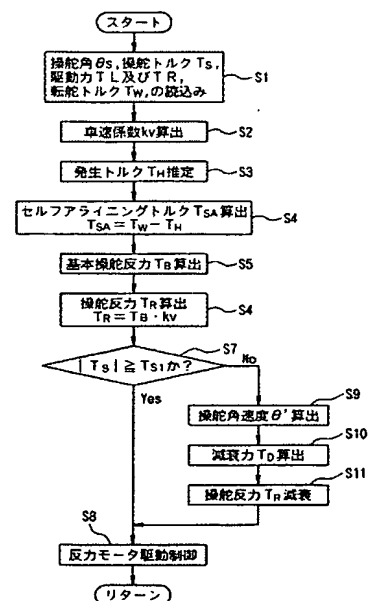 スタート
操舵角θs, 操舵トルクTs,
駆動力TL及びTR,
転舵トルクTw, の読込み
S1
車速係数kv算出
S2
発生トルクTH推定
S3
セルフアライニングトルクTSA算出
TSA=Tw−TH
S4
基本操舵反力TB算出
S5
操舵反力TR算出
TR=TB・kv
S4
S7
|Ts|≧Ts1か?
No
Yes
S9
操舵角速度θ'算出
S10
減衰力TD算出
S11
操舵反力TR減衰
S8
反力モータ駆動制御
リターン